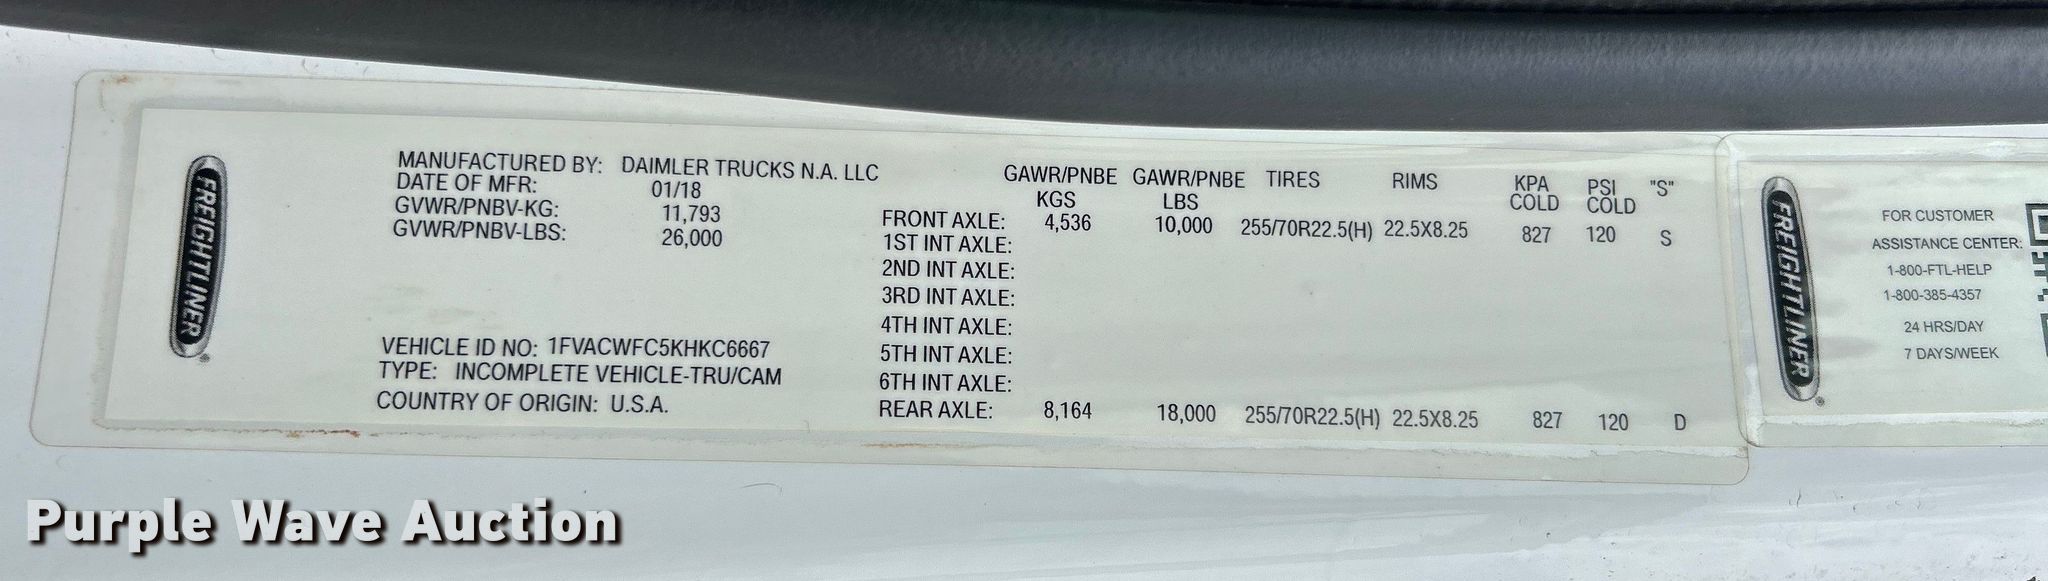 FREIGHTLINER
MANUFACTURED BY: DAIMLER TRUCKS N.A. LLC
DATE OF MFR: 01/18
GVWR/PNBV-KG: 11,793
GVWR/PNBV-LBS: 26,000
VEHICLE ID NO: 1FVACWFC5KHKC6667
TYPE: INCOMPLETE VEHICLE-TRU/CAM
COUNTRY OF ORIGIN: U.S.A.
GAWR/PNBE KGS GAWR/PNBE LBS TIRES RIMS KPA COLD PSI COLD "S"
FRONT AXLE: 4,536 10,000 255/70R22.5(H) 22.5X8.25 827 120 S
1ST INT AXLE:
2ND INT AXLE:
3RD INT AXLE:
4TH INT AXLE:
5TH INT AXLE:
6TH INT AXLE:
REAR AXLE: 8,164 18,000 255/70R22.5(H) 22.5X8.25 827 120 D
FREIGHTLINER
FOR CUSTOMER
ASSISTANCE CENTER:
1-800-FTL-HELP
1-800-385-4357
24 HRS/DAY
7 DAYS/WEEK
Purple Wave Auction